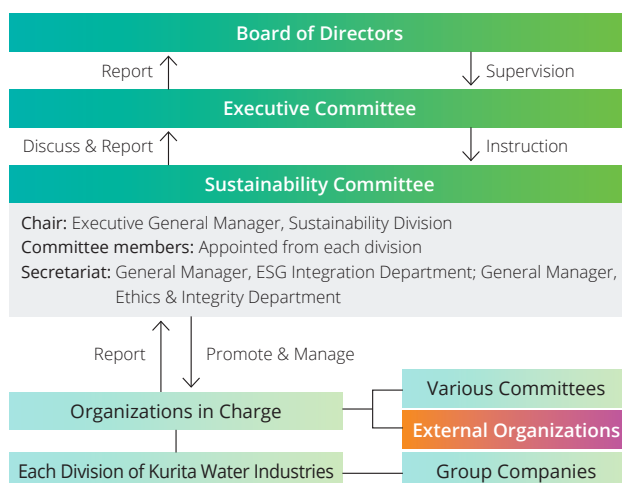 Board of Directors
Report
Supervision
Executive Committee
Discuss & Report
Instruction
Sustainability Committee
Chair: Executive General Manager, Sustainability Division
Committee members: Appointed from each division
Secretariat: General Manager, ESG Integration Department; General Manager,
Ethics & Integrity Department
Report
Promote & Manage
Organizations in Charge
Various Committees
External Organizations
Each Division of Kurita Water Industries
Group Companies